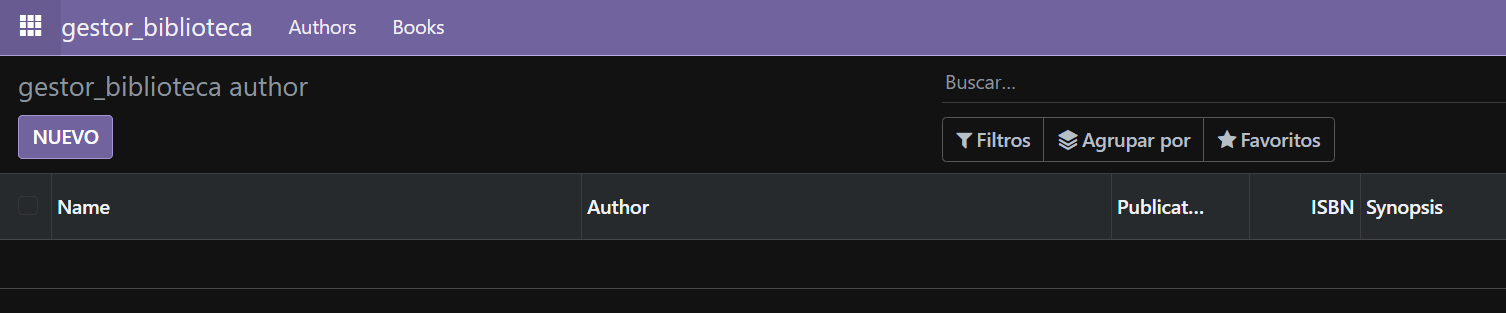 gestor_biblioteca Authors Books
gestor_biblioteca author
Buscar...
NUEVO
Filtros Agrupar por Favoritos
Name Author Publicat... ISBN Synopsis